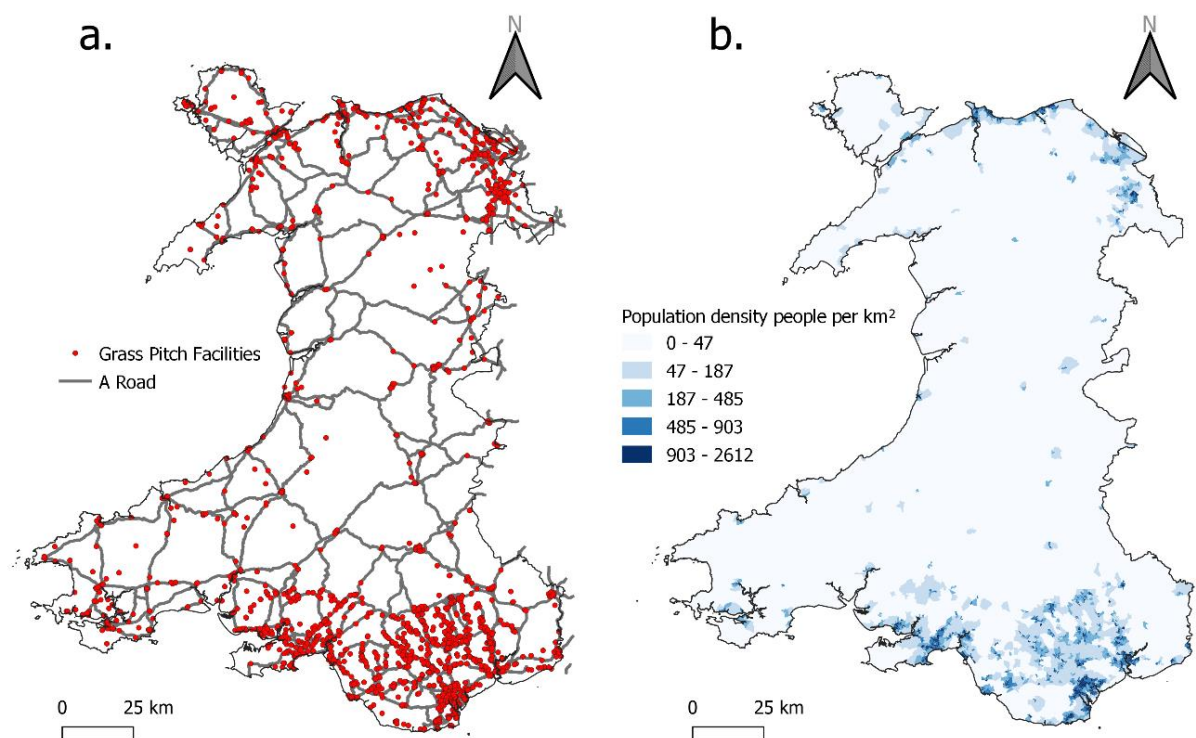 a.
N
Grass Pitch Facilities
A Road
0 25 km
b.
N
Population density people per km²
0 - 47
47 - 187
187 - 485
485 - 903
903 - 2612
0 25 km